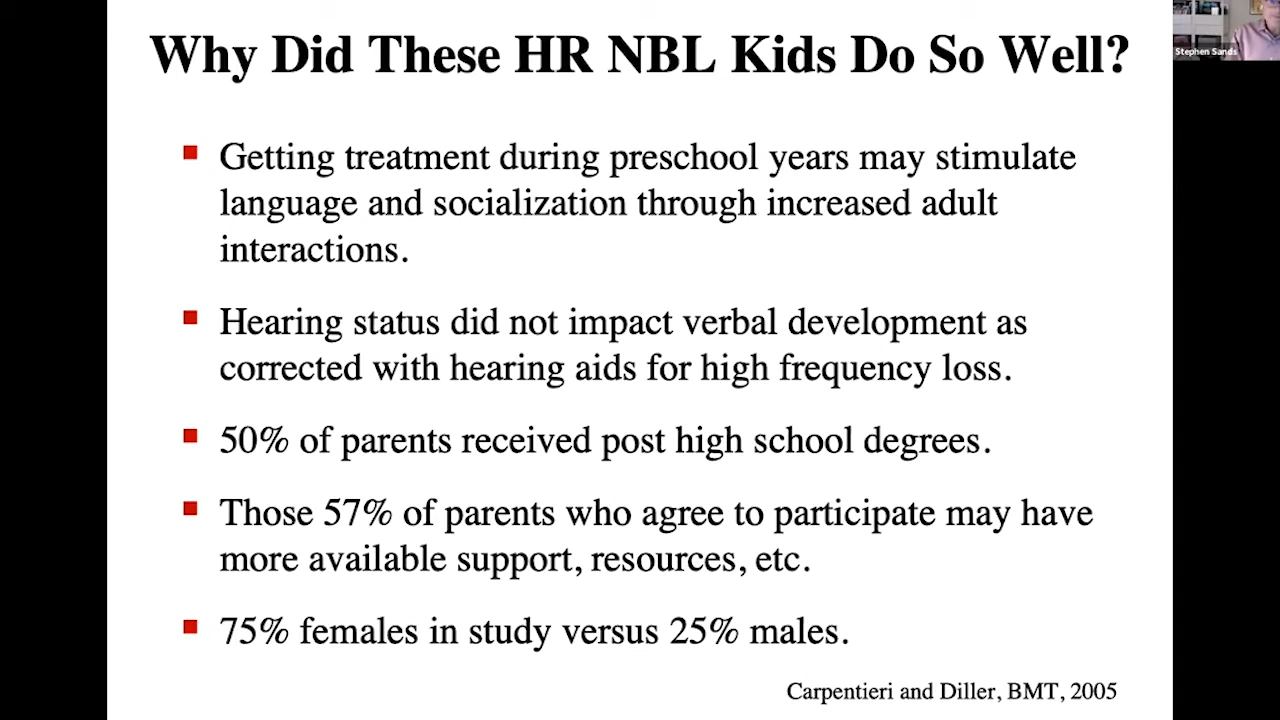 Why Did These HR NBL Kids Do So Well?
Stephen Sands
Getting treatment during preschool years may stimulate
language and socialization through increased adult
interactions.
Hearing status did not impact verbal development as
corrected with hearing aids for high frequency loss.
50% of parents received post high school degrees.
Those 57% of parents who agree to participate may have
more available support, resources, etc.
75% females in study versus 25% males.
Carpentieri and Diller, BMT, 2005